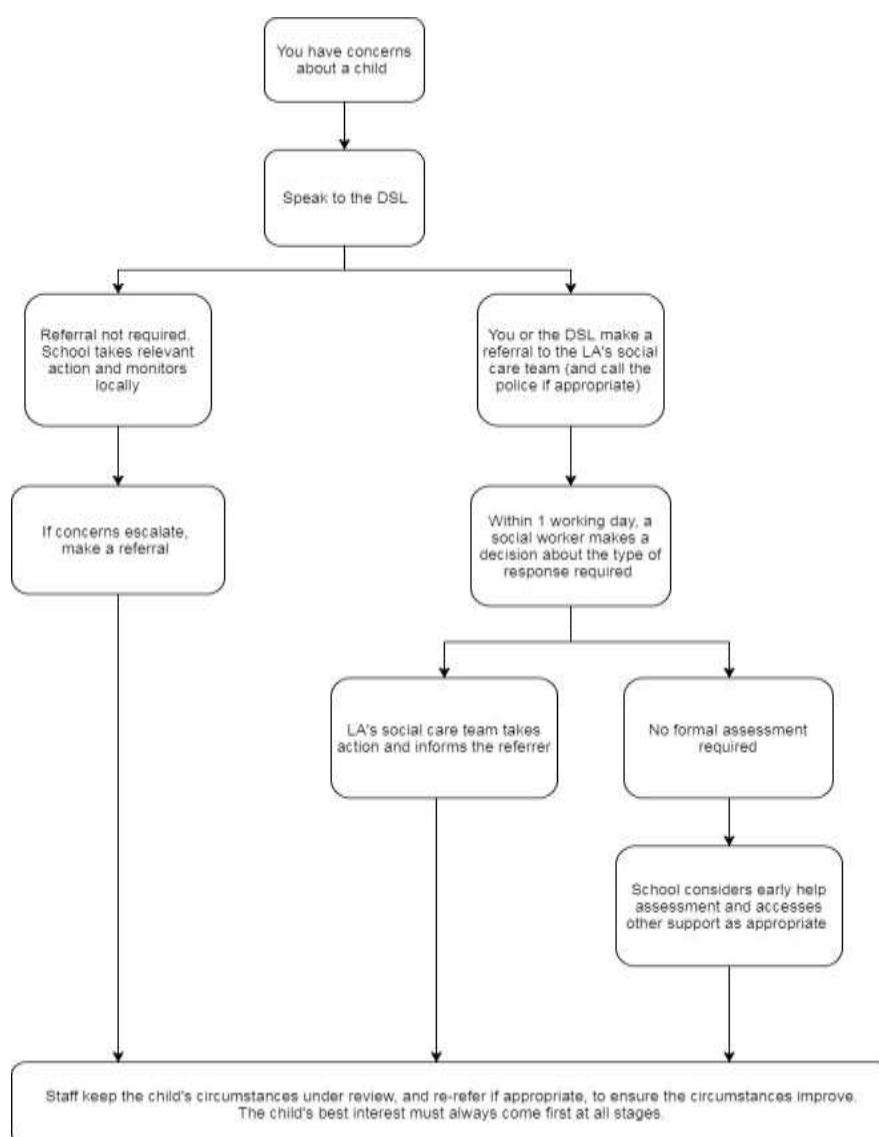 You have concerns
about a child
Speak to the DSL
Referral not required.
School takes relevant
action and monitors
locally
You or the DSL make a
referral to the LA's social
care team (and call the
police if appropriate)
If concerns escalate,
make a referral
Within 1 working day, a
social worker makes a
decision about the type of
response required
LA's social care team takes
action and informs the referrer
No formal assessment
required
School considers early help
assessment and accesses
other support as appropriate
Staff keep the child's circumstances under review, and re-refer if appropriate, to ensure the circumstances improve.
The child's best interest must always come first at all stages.